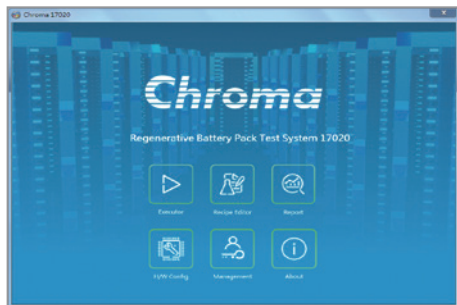 Chroma 17020
Chroma
Regenerative Battery Pack Test System 17020
Executor
Recipe Editor
Report
H/W Config
Management
About